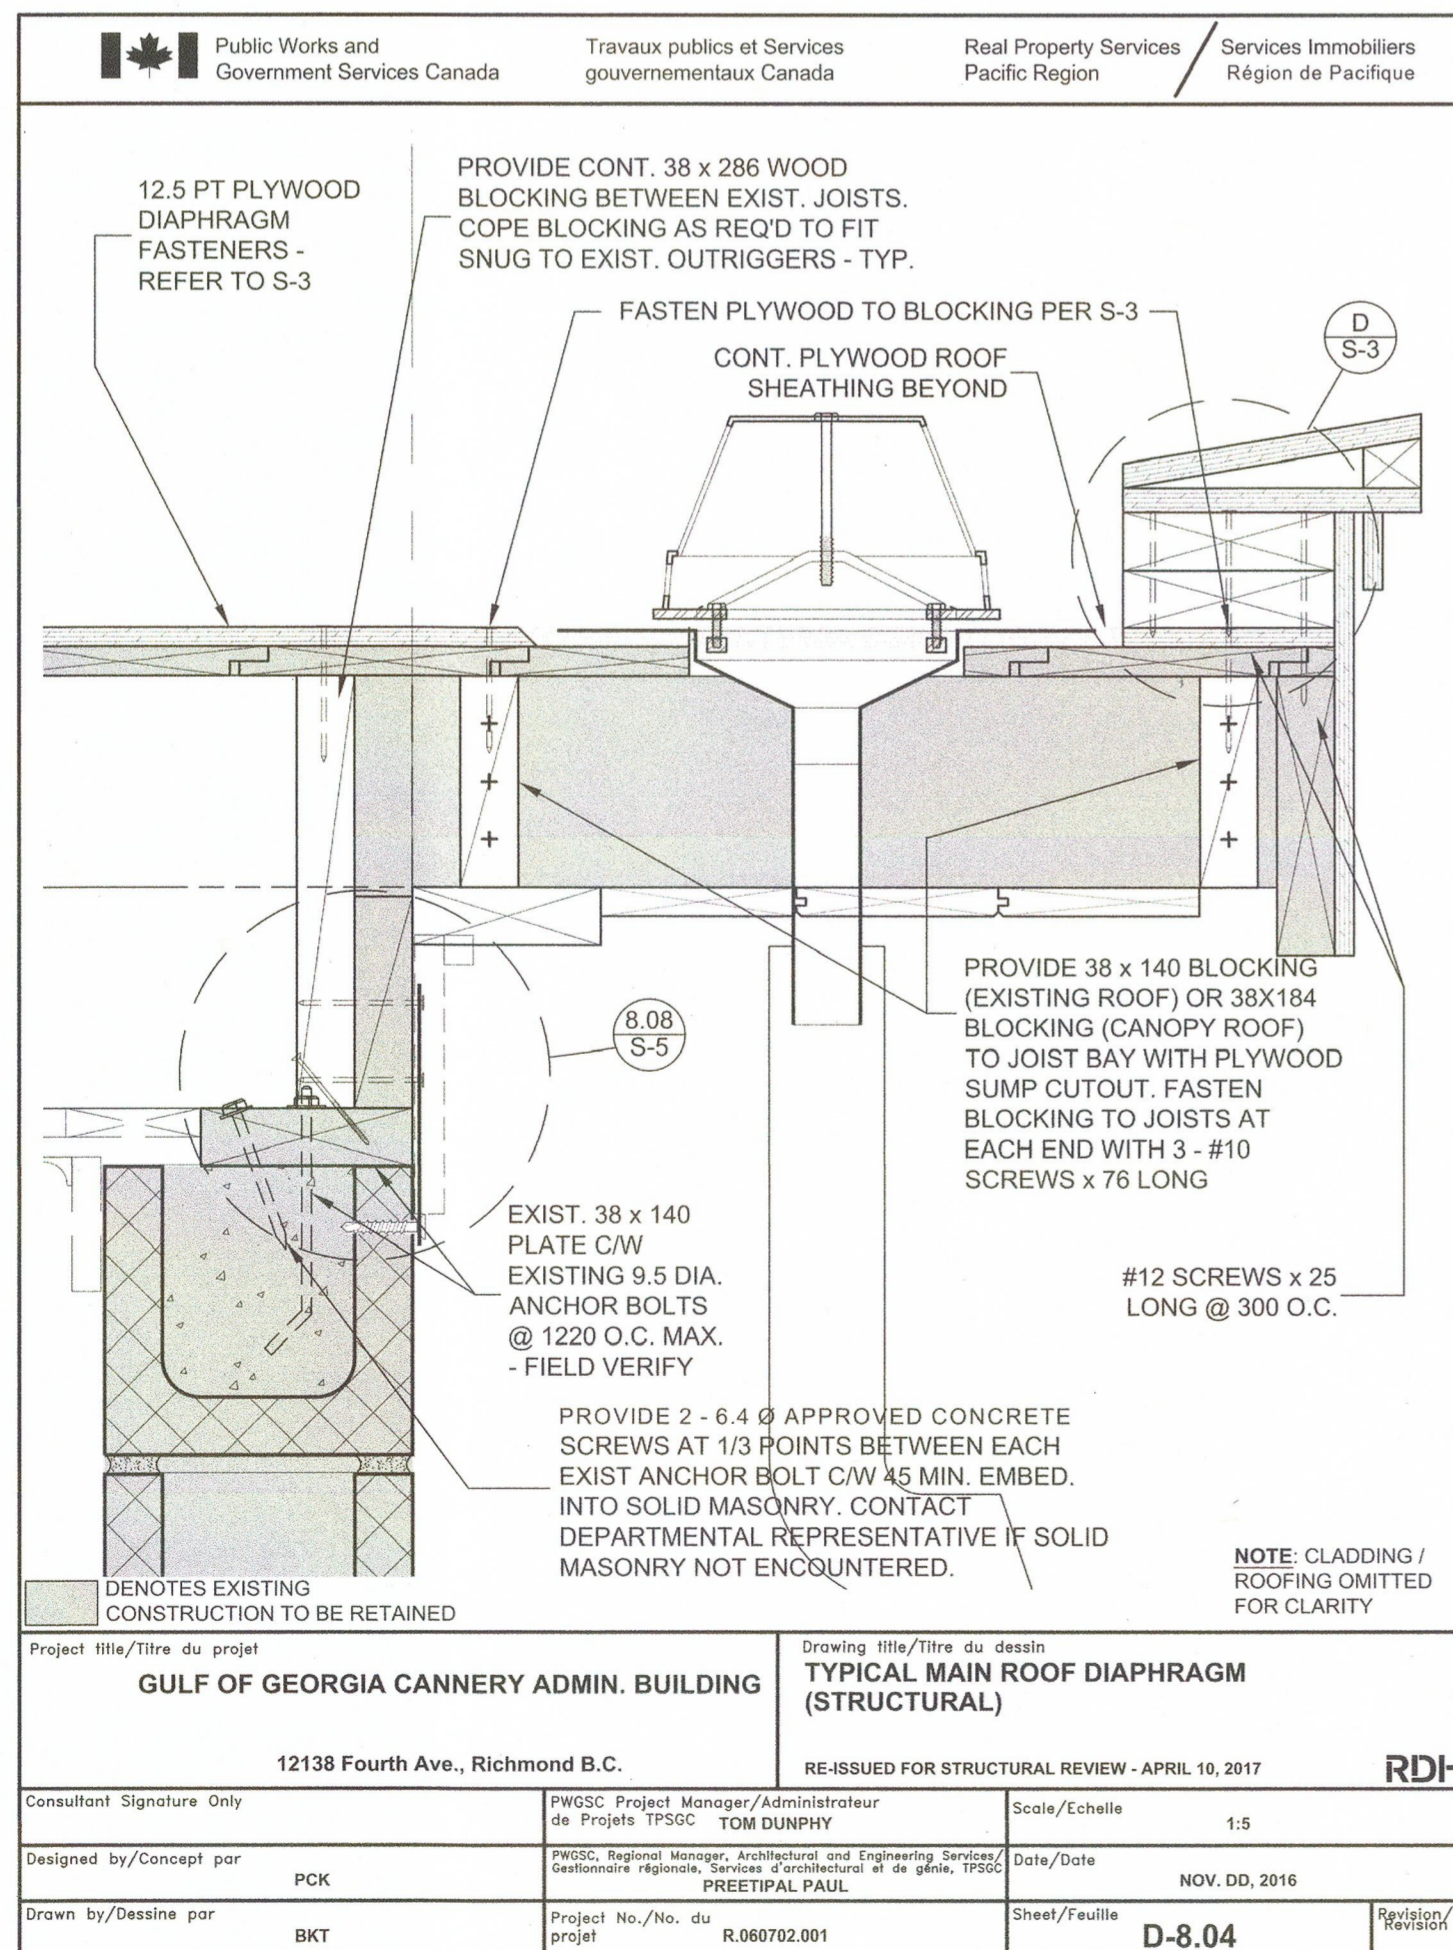 Public Works and
Government Services Canada
Travaux publics et Services
gouvernementaux Canada
Real Property Services
Pacific Region
Services Immobiliers
Région de Pacifique
12.5 PT PLYWOOD
DIAPHRAGM
FASTENERS -
REFER TO S-3
PROVIDE CONT. 38 x 286 WOOD
BLOCKING BETWEEN EXIST. JOISTS.
COPE BLOCKING AS REQ'D TO FIT
SNUG TO EXIST. OUTRIGGERS - TYP.
FASTEN PLYWOOD TO BLOCKING PER S-3
CONT. PLYWOOD ROOF
SHEATHING BEYOND
D
S-3
8.08
S-5
PROVIDE 38 x 140 BLOCKING
(EXISTING ROOF) OR 38X184
BLOCKING (CANOPY ROOF)
TO JOIST BAY WITH PLYWOOD
SUMP CUTOUT. FASTEN
BLOCKING TO JOISTS AT
EACH END WITH 3 - #10
SCREWS x 76 LONG
EXIST. 38 x 140
PLATE C/W
EXISTING 9.5 DIA.
ANCHOR BOLTS
@ 1220 O.C. MAX.
- FIELD VERIFY
#12 SCREWS x 25
LONG @ 300 O.C.
PROVIDE 2 - 6.4 Ø APPROVED CONCRETE
SCREWS AT 1/3 POINTS BETWEEN EACH
EXIST ANCHOR BOLT C/W 45 MIN. EMBED.
INTO SOLID MASONRY. CONTACT
DEPARTMENTAL REPRESENTATIVE IF SOLID
MASONRY NOT ENCOUNTERED.
NOTE: CLADDING /
ROOFING OMITTED
FOR CLARITY
DENOTES EXISTING
CONSTRUCTION TO BE RETAINED
Project title/Titre du projet
GULF OF GEORGIA CANNERY ADMIN. BUILDING
12138 Fourth Ave., Richmond B.C.
Drawing title/Titre du dessin
TYPICAL MAIN ROOF DIAPHRAGM
(STRUCTURAL)
RE-ISSUED FOR STRUCTURAL REVIEW - APRIL 10, 2017
Consultant Signature Only
PWGSC Project Manager/Administrateur
de Projets TPSGC TOM DUNPHY
Scale/Echelle
1:5
Designed by/Concept par
PCK
PWGSC, Regional Manager, Architectural and Engineering Services/
Gestionnaire régionale, Services d'architectural et de génie, TPSGC
PREETIPAL PAUL
Date/Date
NOV. DD, 2016
Drawn by/Dessine par
BKT
Project No./No. du
projet R.060702.001
Sheet/Feuille
D-8.04
Revision/
Revision